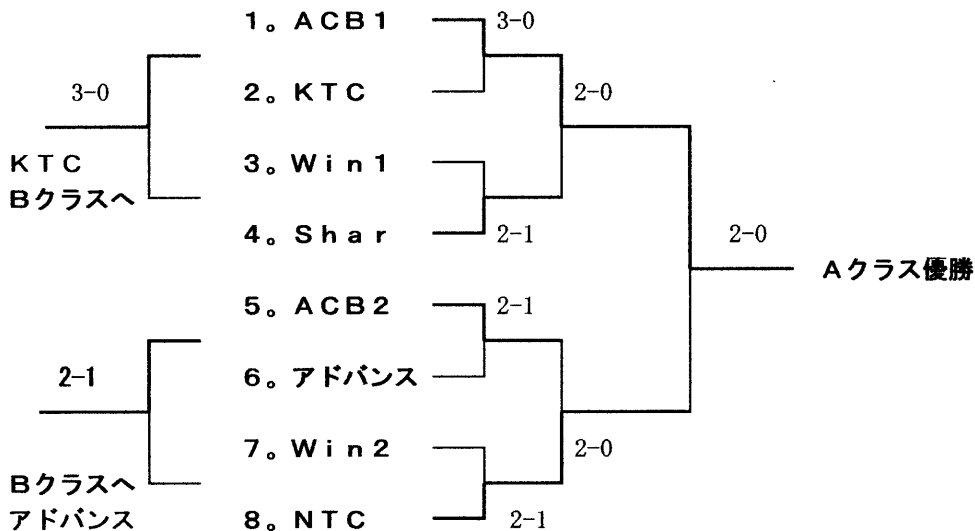 1。ACB1
3-0
3-0
2。KTC
2-0
KTC
3。Win1
Bクラスへ
4。Shar
2-1
2-0
Aクラス優勝
5。ACB2
2-1
2-1
6。アドバンス
7。Win2
2-0
Bクラスへ
アドバンス
8。NTC
2-1